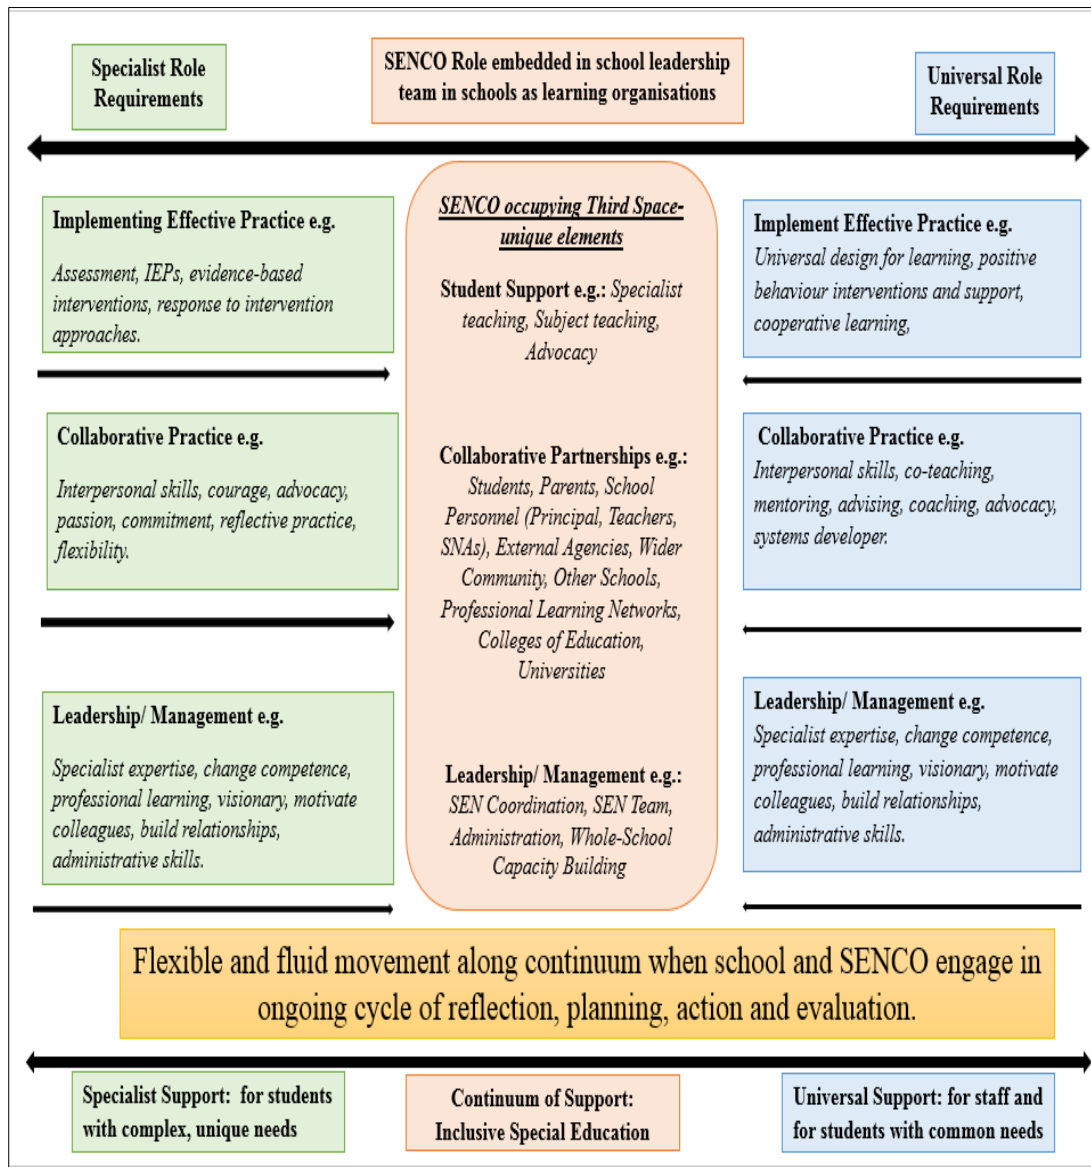 Specialist Role
Requirements
SENCO Role embedded in school leadership
team in schools as learning organisations
Universal Role
Requirements
Implementing Effective Practice e.g.
Assessment, IEPs, evidence-based
interventions, response to intervention
approaches.
Collaborative Practice e.g.
Interpersonal skills, courage, advocacy,
passion, commitment, reflective practice,
flexibility.
Leadership/ Management e.g.
Specialist expertise, change competence,
professional learning, visionary, motivate
colleagues, build relationships,
administrative skills.
SENCO occupying Third Space-
unique elements
Student Support e.g.: Specialist
teaching, Subject teaching,
Advocacy
Collaborative Partnerships e.g.:
Students, Parents, School
Personnel (Principal, Teachers,
SNAs), External Agencies, Wider
Community, Other Schools,
Professional Learning Networks,
Colleges of Education,
Universities
Leadership/ Management e.g.:
SEN Coordination, SEN Team,
Administration, Whole-School
Capacity Building
Implement Effective Practice e.g.
Universal design for learning, positive
behaviour interventions and support,
cooperative learning,
Collaborative Practice e.g.
Interpersonal skills, co-teaching,
mentoring, advising, coaching, advocacy,
systems developer.
Leadership/ Management e.g.
Specialist expertise, change competence,
professional learning, visionary, motivate
colleagues, build relationships,
administrative skills.
Flexible and fluid movement along continuum when school and SENCO engage in
ongoing cycle of reflection, planning, action and evaluation.
Specialist Support: for students
with complex, unique needs
Continuum of Support:
Inclusive Special Education
Universal Support: for staff and
for students with common needs